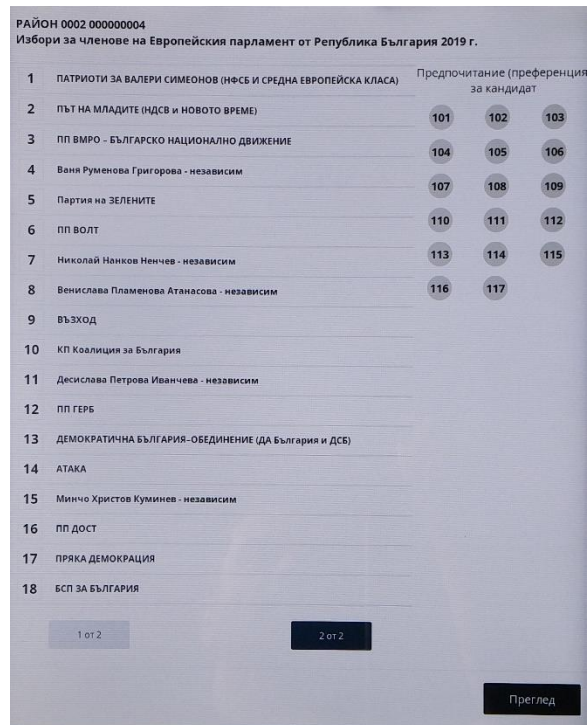 РАЙОН 0002 000000004
Избори за членове на Европейския парламент от Република България 2019 г.
1 ПАТРИОТИ ЗА ВАЛЕРИ СИМЕОНОВ (НФСБ И СРЕДНА ЕВРОПЕЙСКА КЛАСА)
2 ПЪТ НА МЛАДИТЕ (НДСВ и НОВОТО ВРЕМЕ)
3 ПП ВМРО – БЪЛГАРСКО НАЦИОНАЛНО ДВИЖЕНИЕ
4 Ваня Руменова Григорова - независим
5 Партия на ЗЕЛЕНИТЕ
6 ПП ВОЛТ
7 Николай Нанков Ненчев - независим
8 Венислава Пламенова Атанасова - независим
9 ВЪЗХОД
10 КП Коалиция за България
11 Десислава Петрова Иванчева - независим
12 ПП ГЕРБ
13 ДЕМОКРАТИЧНА БЪЛГАРИЯ–ОБЕДИНЕНИЕ (ДА България и ДСБ)
14 АТАКА
15 Минчо Христов Куминев - независим
16 ПП ДОСТ
17 ПРЯКА ДЕМОКРАЦИЯ
18 БСП ЗА БЪЛГАРИЯ
Предпочитание (преференция
за кандидат
101 102 103
104 105 106
107 108 109
110 111 112
113 114 115
116 117
1 от 2
2 от 2
Преглед